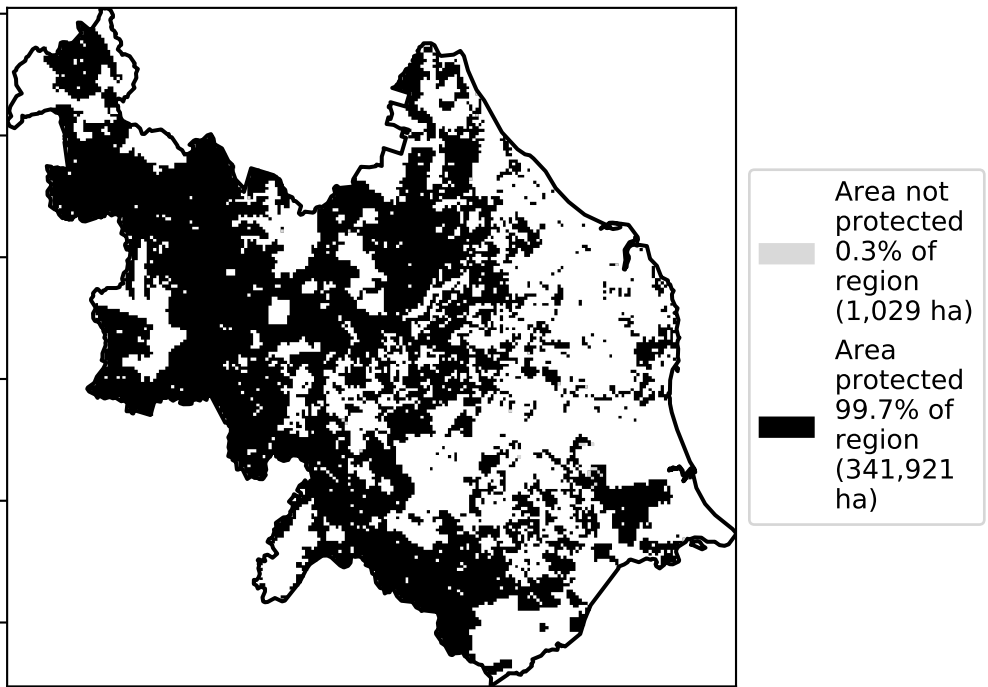 Area not
protected
0.3% of
region
(1,029 ha)
Area
protected
99.7% of
region
(341,921
ha)